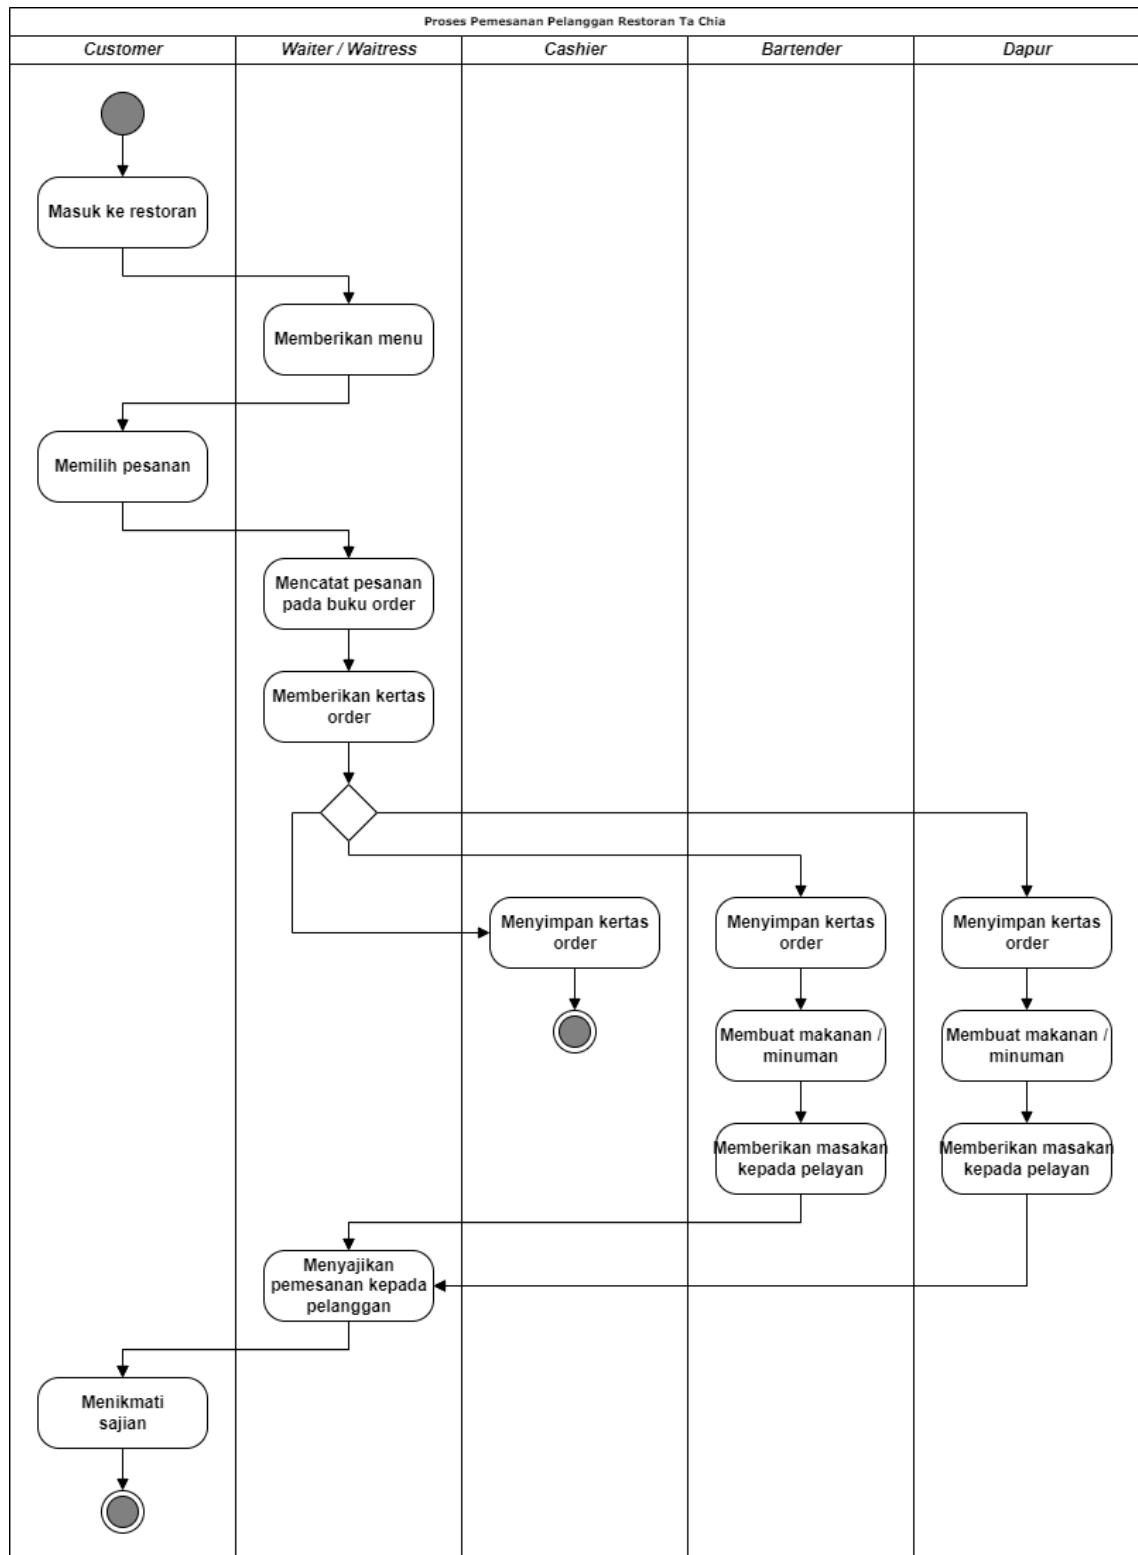 Proses Pemesanan Pelanggan Restoran Ta Chia
Customer
Waiter / Waitress
Cashier
Bartender
Dapur
Masuk ke restoran
Memberikan menu
Memilih pesanan
Mencatat pesanan
pada buku order
Memberikan kertas
order
Menyimpan kertas
order
Menyimpan kertas
order
Menyimpan kertas
order
Membuat makanan /
minuman
Membuat makanan /
minuman
Memberikan masakan
kepada pelayan
Memberikan masakan
kepada pelayan
Menyajikan
pemesanan kepada
pelanggan
Menikmati
sajian